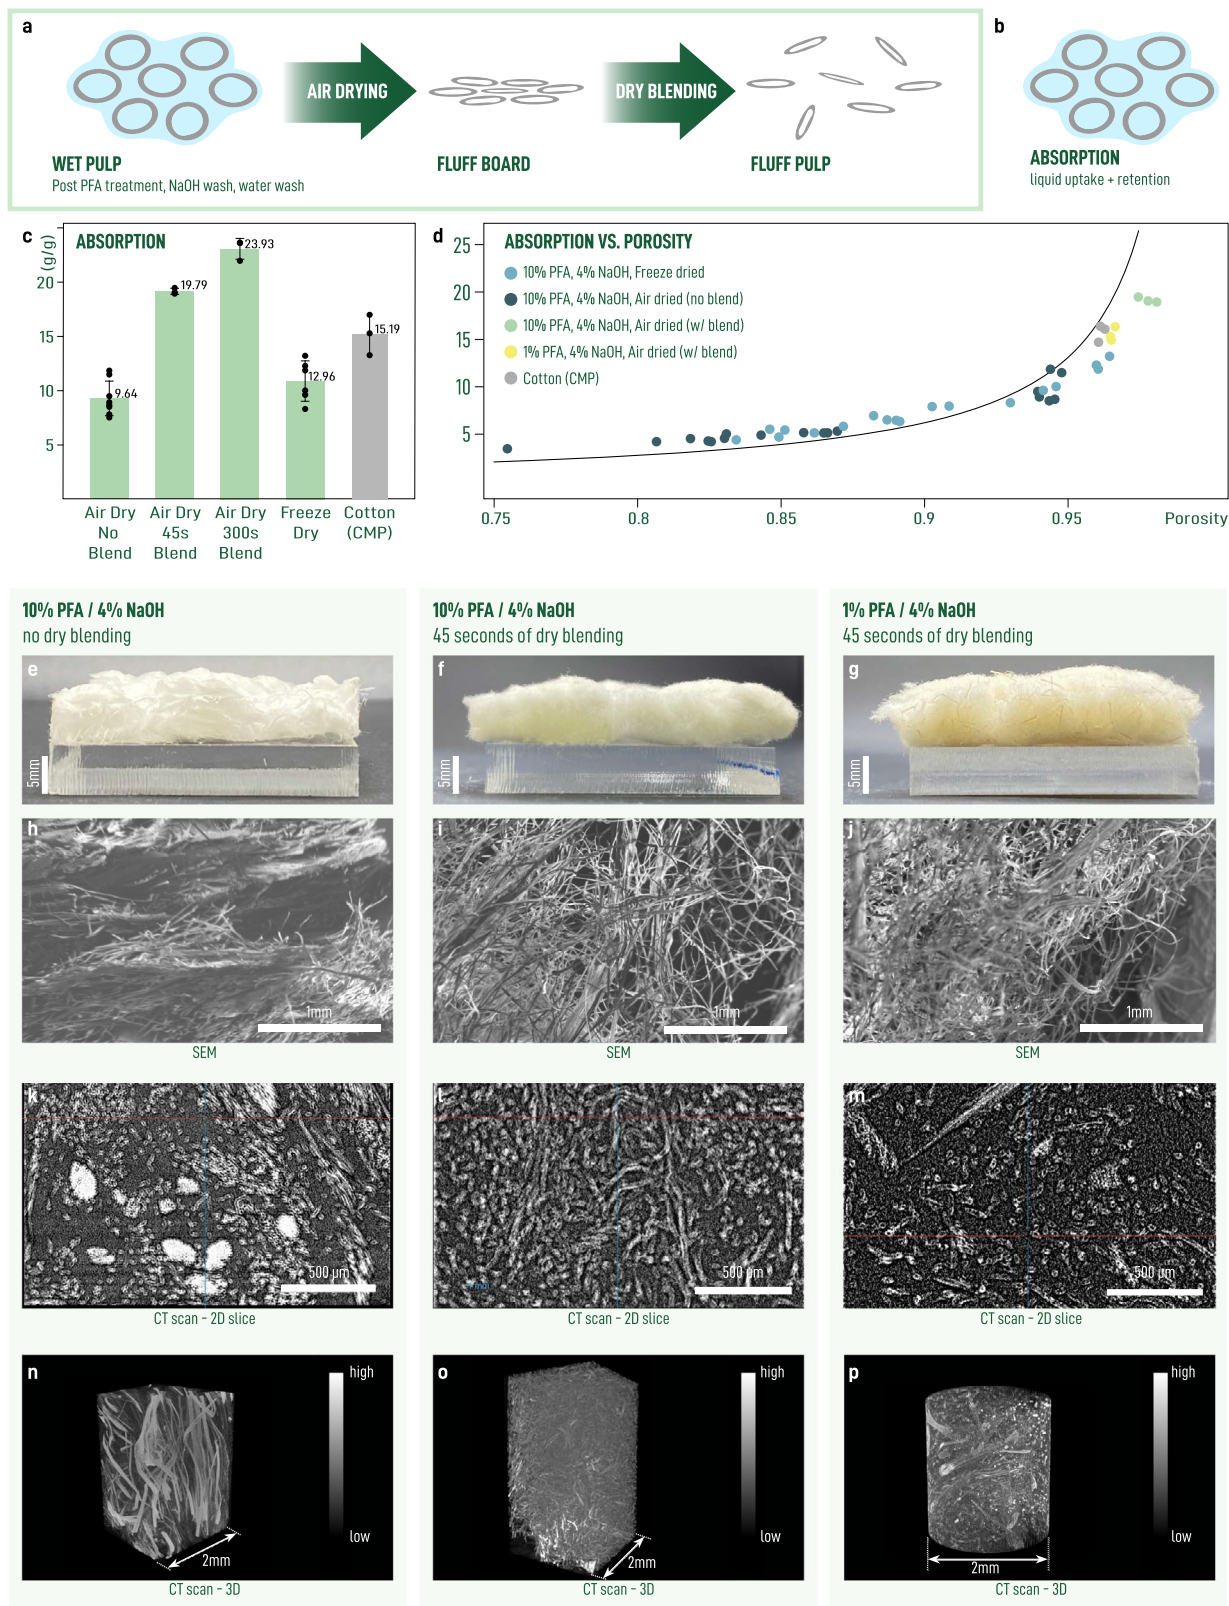 a
AIR DRYING
DRY BLENDING
WET PULP
Post PFA treatment, NaOH wash, water wash
FLUFF BOARD
FLUFF PULP
b
ABSORPTION
liquid uptake + retention
c
ABSORPTION
(g/g)
20
15
10
5
9.64
19.79
23.93
12.96
15.19
Air Dry
No
Blend
Air Dry
45s
Blend
Air Dry
300s
Blend
Freeze
Dry
Cotton
(CMP)
d
ABSORPTION VS. POROSITY
10% PFA, 4% NaOH, Freeze dried
10% PFA, 4% NaOH, Air dried (no blend)
10% PFA, 4% NaOH, Air dried (w/ blend)
1% PFA, 4% NaOH, Air dried (w/ blend)
Cotton (CMP)
25
20
15
10
5
0.75
0.8
0.85
0.9
0.95
Porosity
10% PFA / 4% NaOH
no dry blending
10% PFA / 4% NaOH
45 seconds of dry blending
1% PFA / 4% NaOH
45 seconds of dry blending
e
5mm
f
5mm
g
5mm
h
1mm
SEM
i
1mm
SEM
j
1mm
SEM
k
500 µm
CT scan - 2D slice
l
500 µm
CT scan - 2D slice
m
500 µm
CT scan - 2D slice
n
high
low
2mm
CT scan - 3D
o
high
low
2mm
CT scan - 3D
p
high
low
2mm
CT scan - 3D